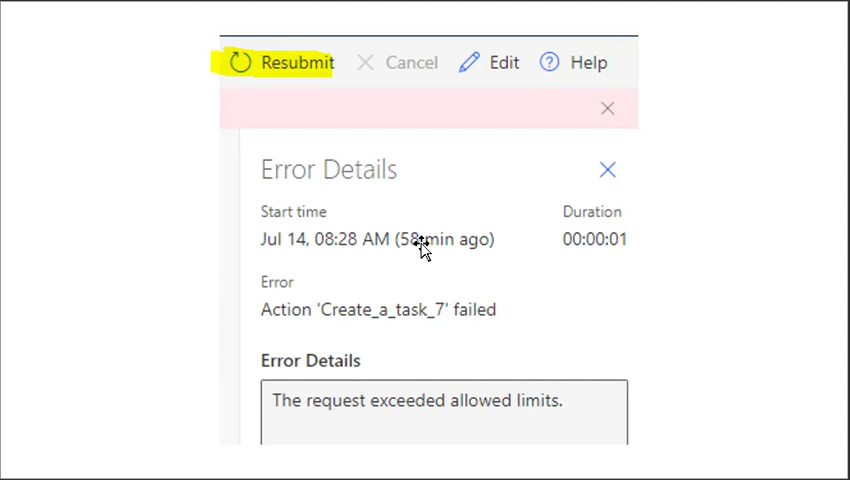 Resubmit Cancel Edit Help
Error Details
Start time Duration
Jul 14, 08:28 AM (58 min ago) 00:00:01
Error
Action 'Create_a_task_7' failed
Error Details
The request exceeded allowed limits.